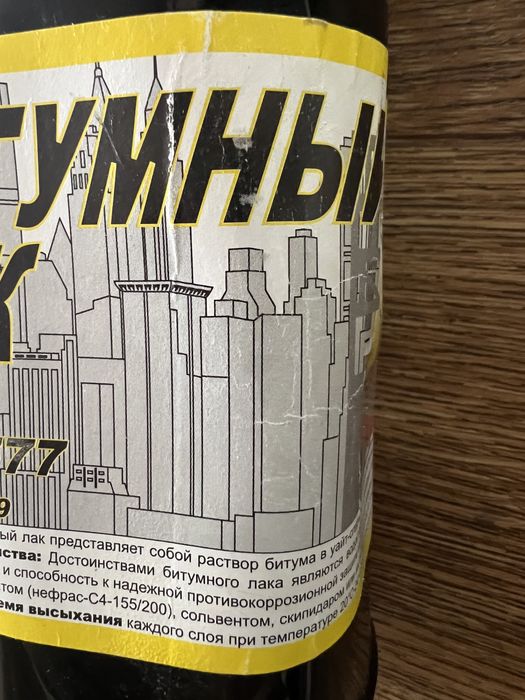 ТУМНЫ
К
77
9
ый лак представляет собой раствор битума в уайт-
ства: Достоинствами битумного лака являются
и способность к надежной противокоррозионной
том (нефрас-С4-155/200), сольвентом, скипидаром
емя высыхания каждого слоя при температуре